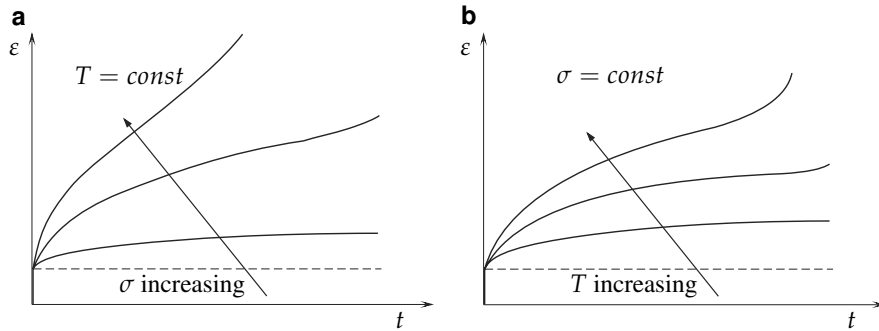 a
ε
T = const
σ increasing
t
b
ε
σ = const
T increasing
t